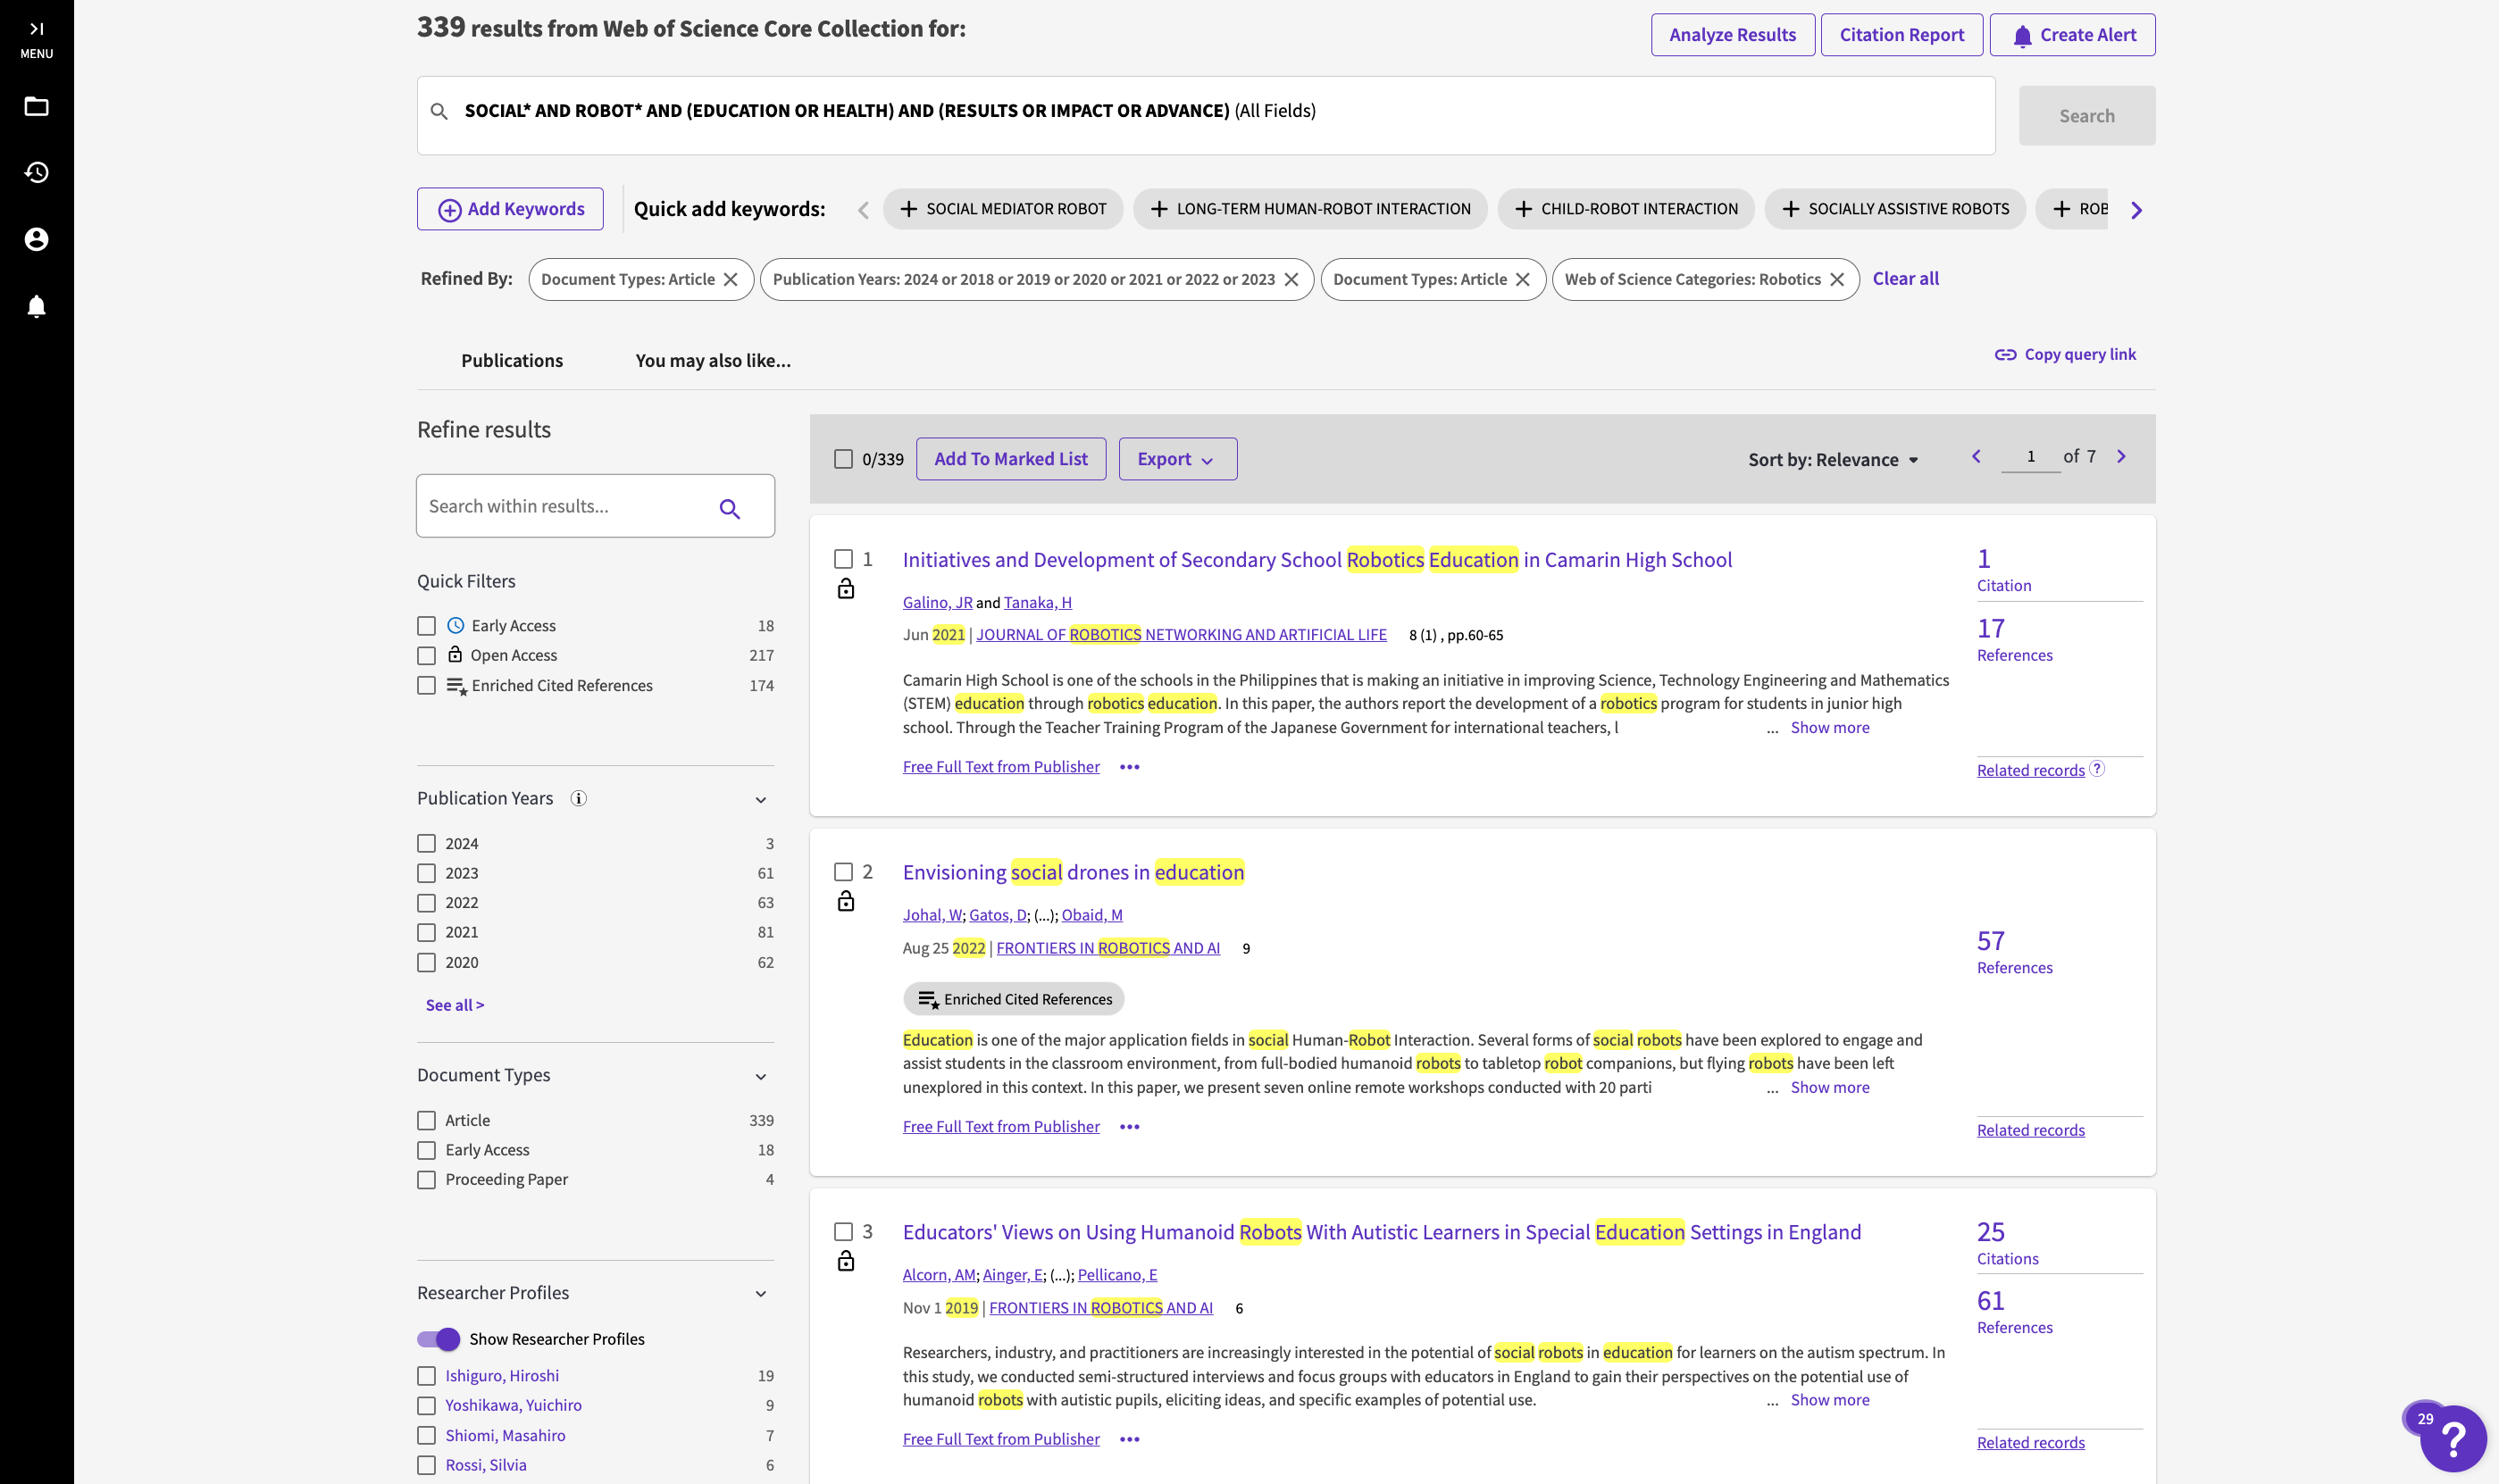 MENU
339 results from Web of Science Core Collection for:
Analyze Results
Citation Report
Create Alert
SOCIAL* AND ROBOT* AND (EDUCATION OR HEALTH) AND (RESULTS OR IMPACT OR ADVANCE) (All Fields)
Search
Add Keywords
Quick add keywords:
SOCIAL MEDIATOR ROBOT
LONG-TERM HUMAN-ROBOT INTERACTION
CHILD-ROBOT INTERACTION
SOCIALLY ASSISTIVE ROBOTS
ROB
Refined By:
Document Types: Article
Publication Years: 2024 or 2018 or 2019 or 2020 or 2021 or 2022 or 2023
Document Types: Article
Web of Science Categories: Robotics
Clear all
Publications
You may also like...
Copy query link
Refine results
Search within results...
Quick Filters
Early Access 18
Open Access 217
Enriched Cited References 174
Publication Years
2024 3
2023 61
2022 63
2021 81
2020 62
See all >
Document Types
Article 339
Early Access 18
Proceeding Paper 4
Researcher Profiles
Show Researcher Profiles
Ishiguro, Hiroshi 19
Yoshikawa, Yuichiro 9
Shiomi, Masahiro 7
Rossi, Silvia 6
0/339
Add To Marked List
Export
Sort by: Relevance
1 of 7
1
Initiatives and Development of Secondary School Robotics Education in Camarin High School
Galino, JR and Tanaka, H
Jun 2021 | JOURNAL OF ROBOTICS NETWORKING AND ARTIFICIAL LIFE 8 (1) , pp.60-65
Camarin High School is one of the schools in the Philippines that is making an initiative in improving Science, Technology Engineering and Mathematics
(STEM) education through robotics education. In this paper, the authors report the development of a robotics program for students in junior high
school. Through the Teacher Training Program of the Japanese Government for international teachers, l ... Show more
Free Full Text from Publisher
1
Citation
17
References
Related records ?
2
Envisioning social drones in education
Johal, W; Gatos, D; (...); Obaid, M
Aug 25 2022 | FRONTIERS IN ROBOTICS AND AI 9
Enriched Cited References
Education is one of the major application fields in social Human-Robot Interaction. Several forms of social robots have been explored to engage and
assist students in the classroom environment, from full-bodied humanoid robots to tabletop robot companions, but flying robots have been left
unexplored in this context. In this paper, we present seven online remote workshops conducted with 20 parti ... Show more
Free Full Text from Publisher
57
References
Related records
3
Educators' Views on Using Humanoid Robots With Autistic Learners in Special Education Settings in England
Alcorn, AM; Ainger, E; (...); Pellicano, E
Nov 1 2019 | FRONTIERS IN ROBOTICS AND AI 6
Researchers, industry, and practitioners are increasingly interested in the potential of social robots in education for learners on the autism spectrum. In
this study, we conducted semi-structured interviews and focus groups with educators in England to gain their perspectives on the potential use of
humanoid robots with autistic pupils, eliciting ideas, and specific examples of potential use. ... Show more
Free Full Text from Publisher
25
Citations
61
References
Related records
29
?